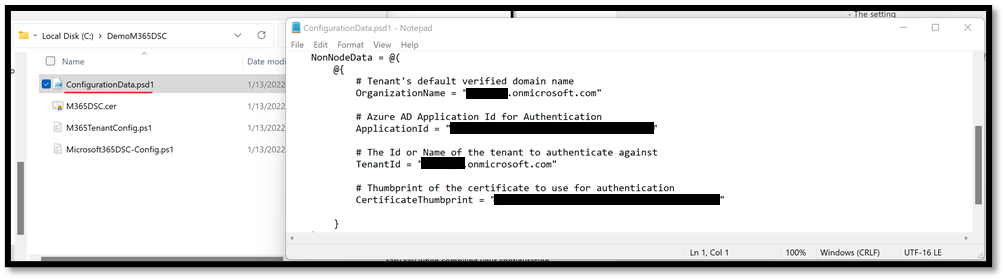 - The setting
Local Disk (C:) > DemoM365DSC
Name
Date modi
ConfigurationData.psd1
1/13/2022
M365DSC.cer
1/13/2022
M365TenantConfig.ps1
1/13/2022
Microsoft365DSC-Config.ps1
1/13/2022
ConfigurationData.psd1 - Notepad
File Edit Format View Help
NonNodeData = @(
@{
# Tenant's default verified domain name
OrganizationName = " .onmicrosoft.com"
# Azure AD Application Id for Authentication
ApplicationId = " "
# The Id or Name of the tenant to authenticate against
TenantId = " .onmicrosoft.com"
# Thumbprint of the certificate to use for authentication
CertificateThumbprint = " "
}
Ln 1, Col 1
100%
Windows (CRLF)
UTF-16 LE